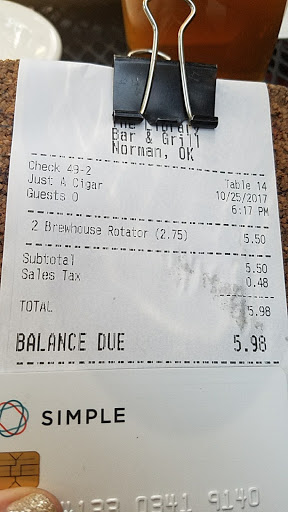 The Library
Bar & Grill
Norman, OK
Check 49-2 Table 14
Just A Cigar 10/25/2017
Guests 0 6:17 PM
2 Brewhouse Rotator (2.75) 5.50
Subtotal 5.50
Sales Tax 0.48
TOTAL 5.98
BALANCE DUE 5.98
SIMPLE
9140